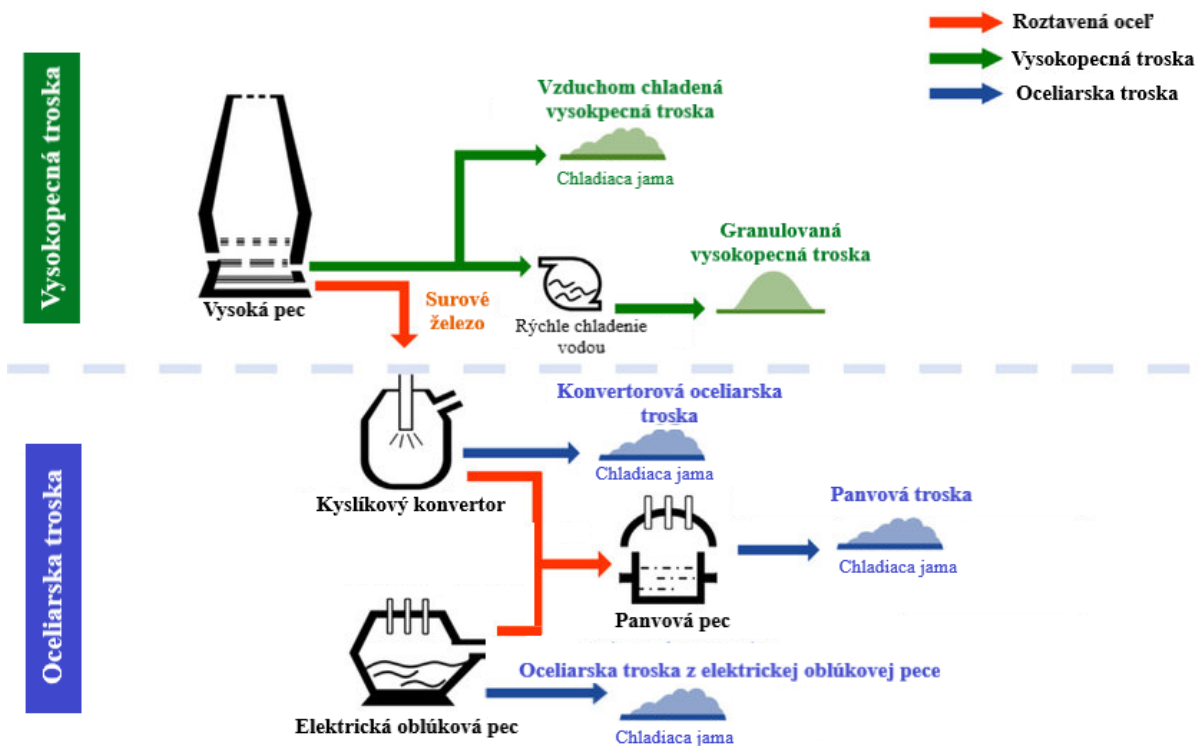 Roztavená oceľ
Vysokopecná troska
Oceliarska troska
Vysokopecná troska
Vzduchom chladená
vysokpecná troska
Chladiaca jama
Granulovaná
vysokopecná troska
Vysoká pec
Surové
železo
Rýchle chladenie
vodou
Oceliarska troska
Konvertorová oceliarska
troska
Chladiaca jama
Kyslíkový konvertor
Panvová troska
Chladiaca jama
Panvová pec
Oceliarska troska z elektrickej oblúkovej pece
Elektrická oblúková pec
Chladiaca jama